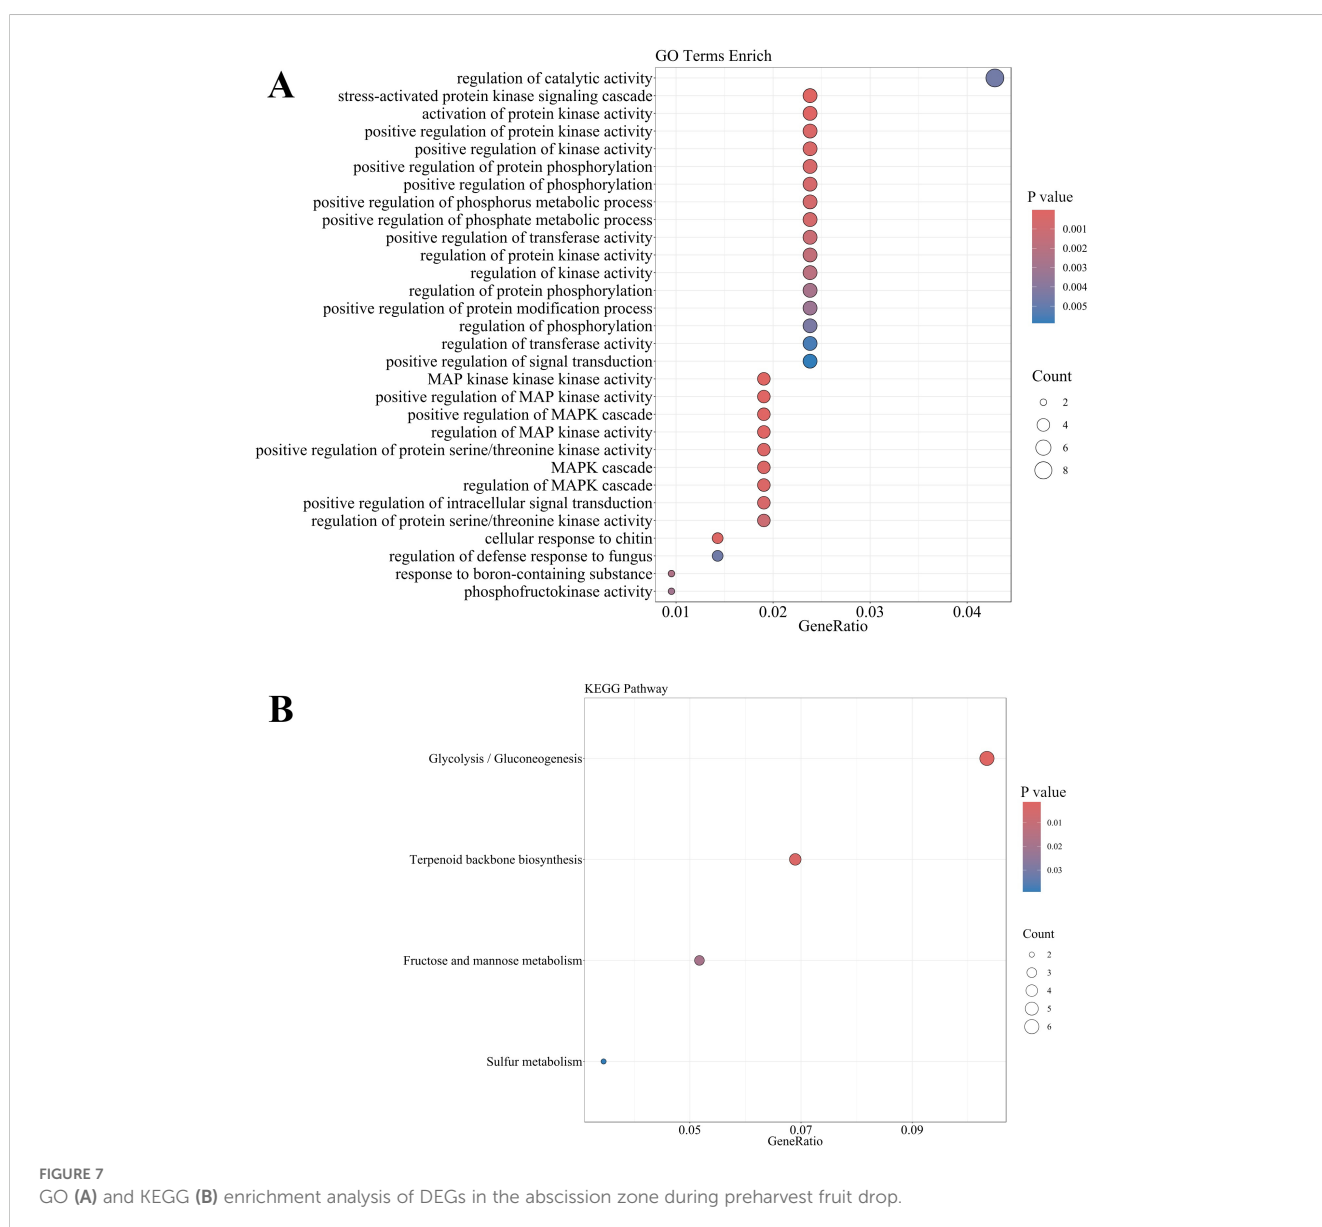 A
GO Terms Enrich
regulation of catalytic activity
stress-activated protein kinase signaling cascade
activation of protein kinase activity
positive regulation of protein kinase activity
positive regulation of kinase activity
positive regulation of protein phosphorylation
positive regulation of phosphorylation
positive regulation of phosphorus metabolic process
positive regulation of phosphate metabolic process
positive regulation of transferase activity
regulation of protein kinase activity
regulation of kinase activity
regulation of protein phosphorylation
positive regulation of protein modification process
regulation of phosphorylation
regulation of transferase activity
positive regulation of signal transduction
MAP kinase kinase kinase activity
positive regulation of MAP kinase activity
positive regulation of MAPK cascade
regulation of MAP kinase activity
positive regulation of protein serine/threonine kinase activity
MAPK cascade
regulation of MAPK cascade
positive regulation of intracellular signal transduction
regulation of protein serine/threonine kinase activity
cellular response to chitin
regulation of defense response to fungus
response to boron-containing substance
phosphofructokinase activity
0.01 0.02 0.03 0.04
GeneRatio
P value
0.001
0.002
0.003
0.004
0.005
Count
2
4
6
8
B
KEGG Pathway
Glycolysis / Gluconeogenesis
Terpenoid backbone biosynthesis
Fructose and mannose metabolism
Sulfur metabolism
0.05 0.07 0.09
GeneRatio
P value
0.01
0.02
0.03
Count
2
3
4
5
6
FIGURE 7
GO (A) and KEGG (B) enrichment analysis of DEGs in the abscission zone during preharvest fruit drop.